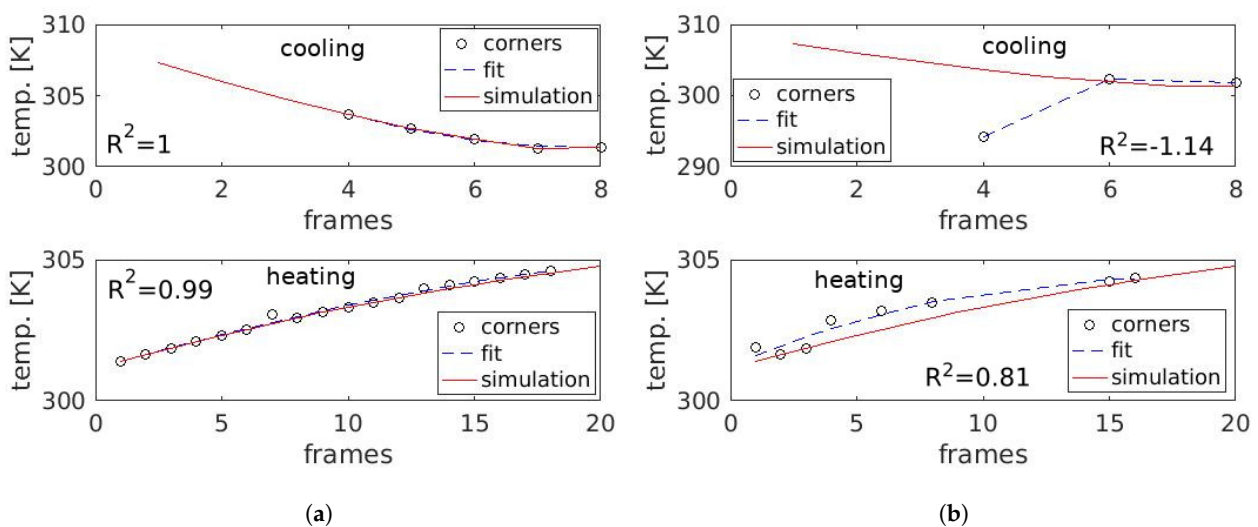 310
305
300
temp. [K]
cooling
corners
fit
simulation
R²=1
0 2 4 6 8
frames
310
300
290
temp. [K]
cooling
corners
fit
simulation
R²=-1.14
0 2 4 6 8
frames
305
300
temp. [K]
R²=0.99
heating
corners
fit
simulation
0 5 10 15 20
frames
305
300
temp. [K]
heating
corners
fit
simulation
R²=0.81
0 5 10 15 20
frames
(a)
(b)